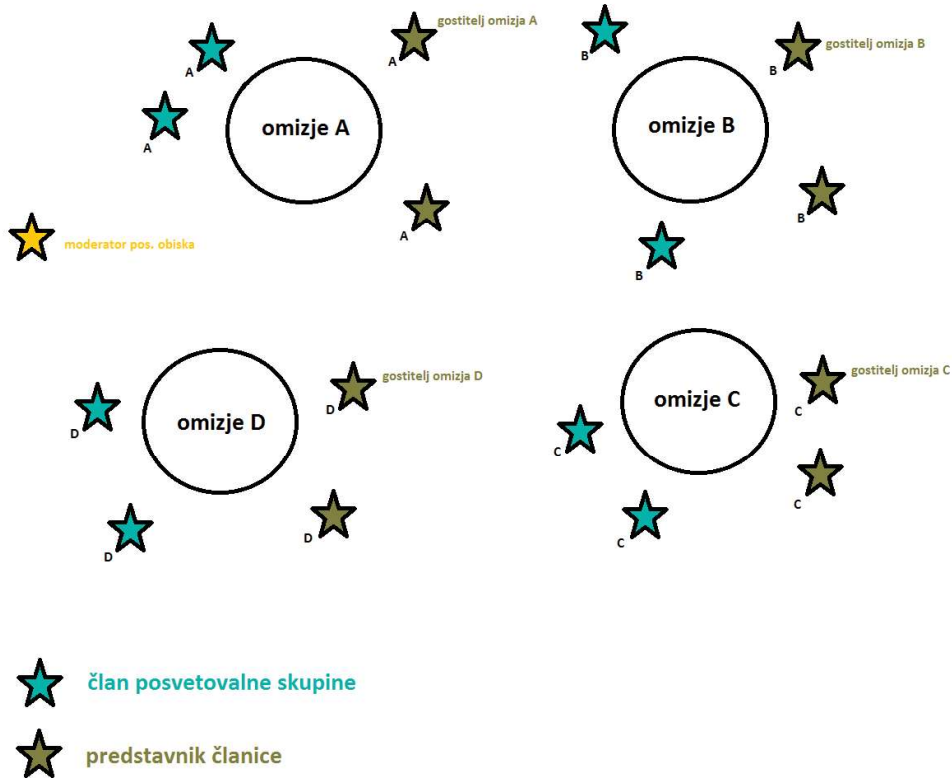 gostitelj omizja A
A
A
omizje A
A
moderator pos. obiska
B
gostitelj omizja B
B
omizje B
B
B
gostitelj omizja D
D
D
omizje D
D
D
gostitelj omizja C
C
omizje C
C
C
C
član posvetovalne skupine
predstavnik članice